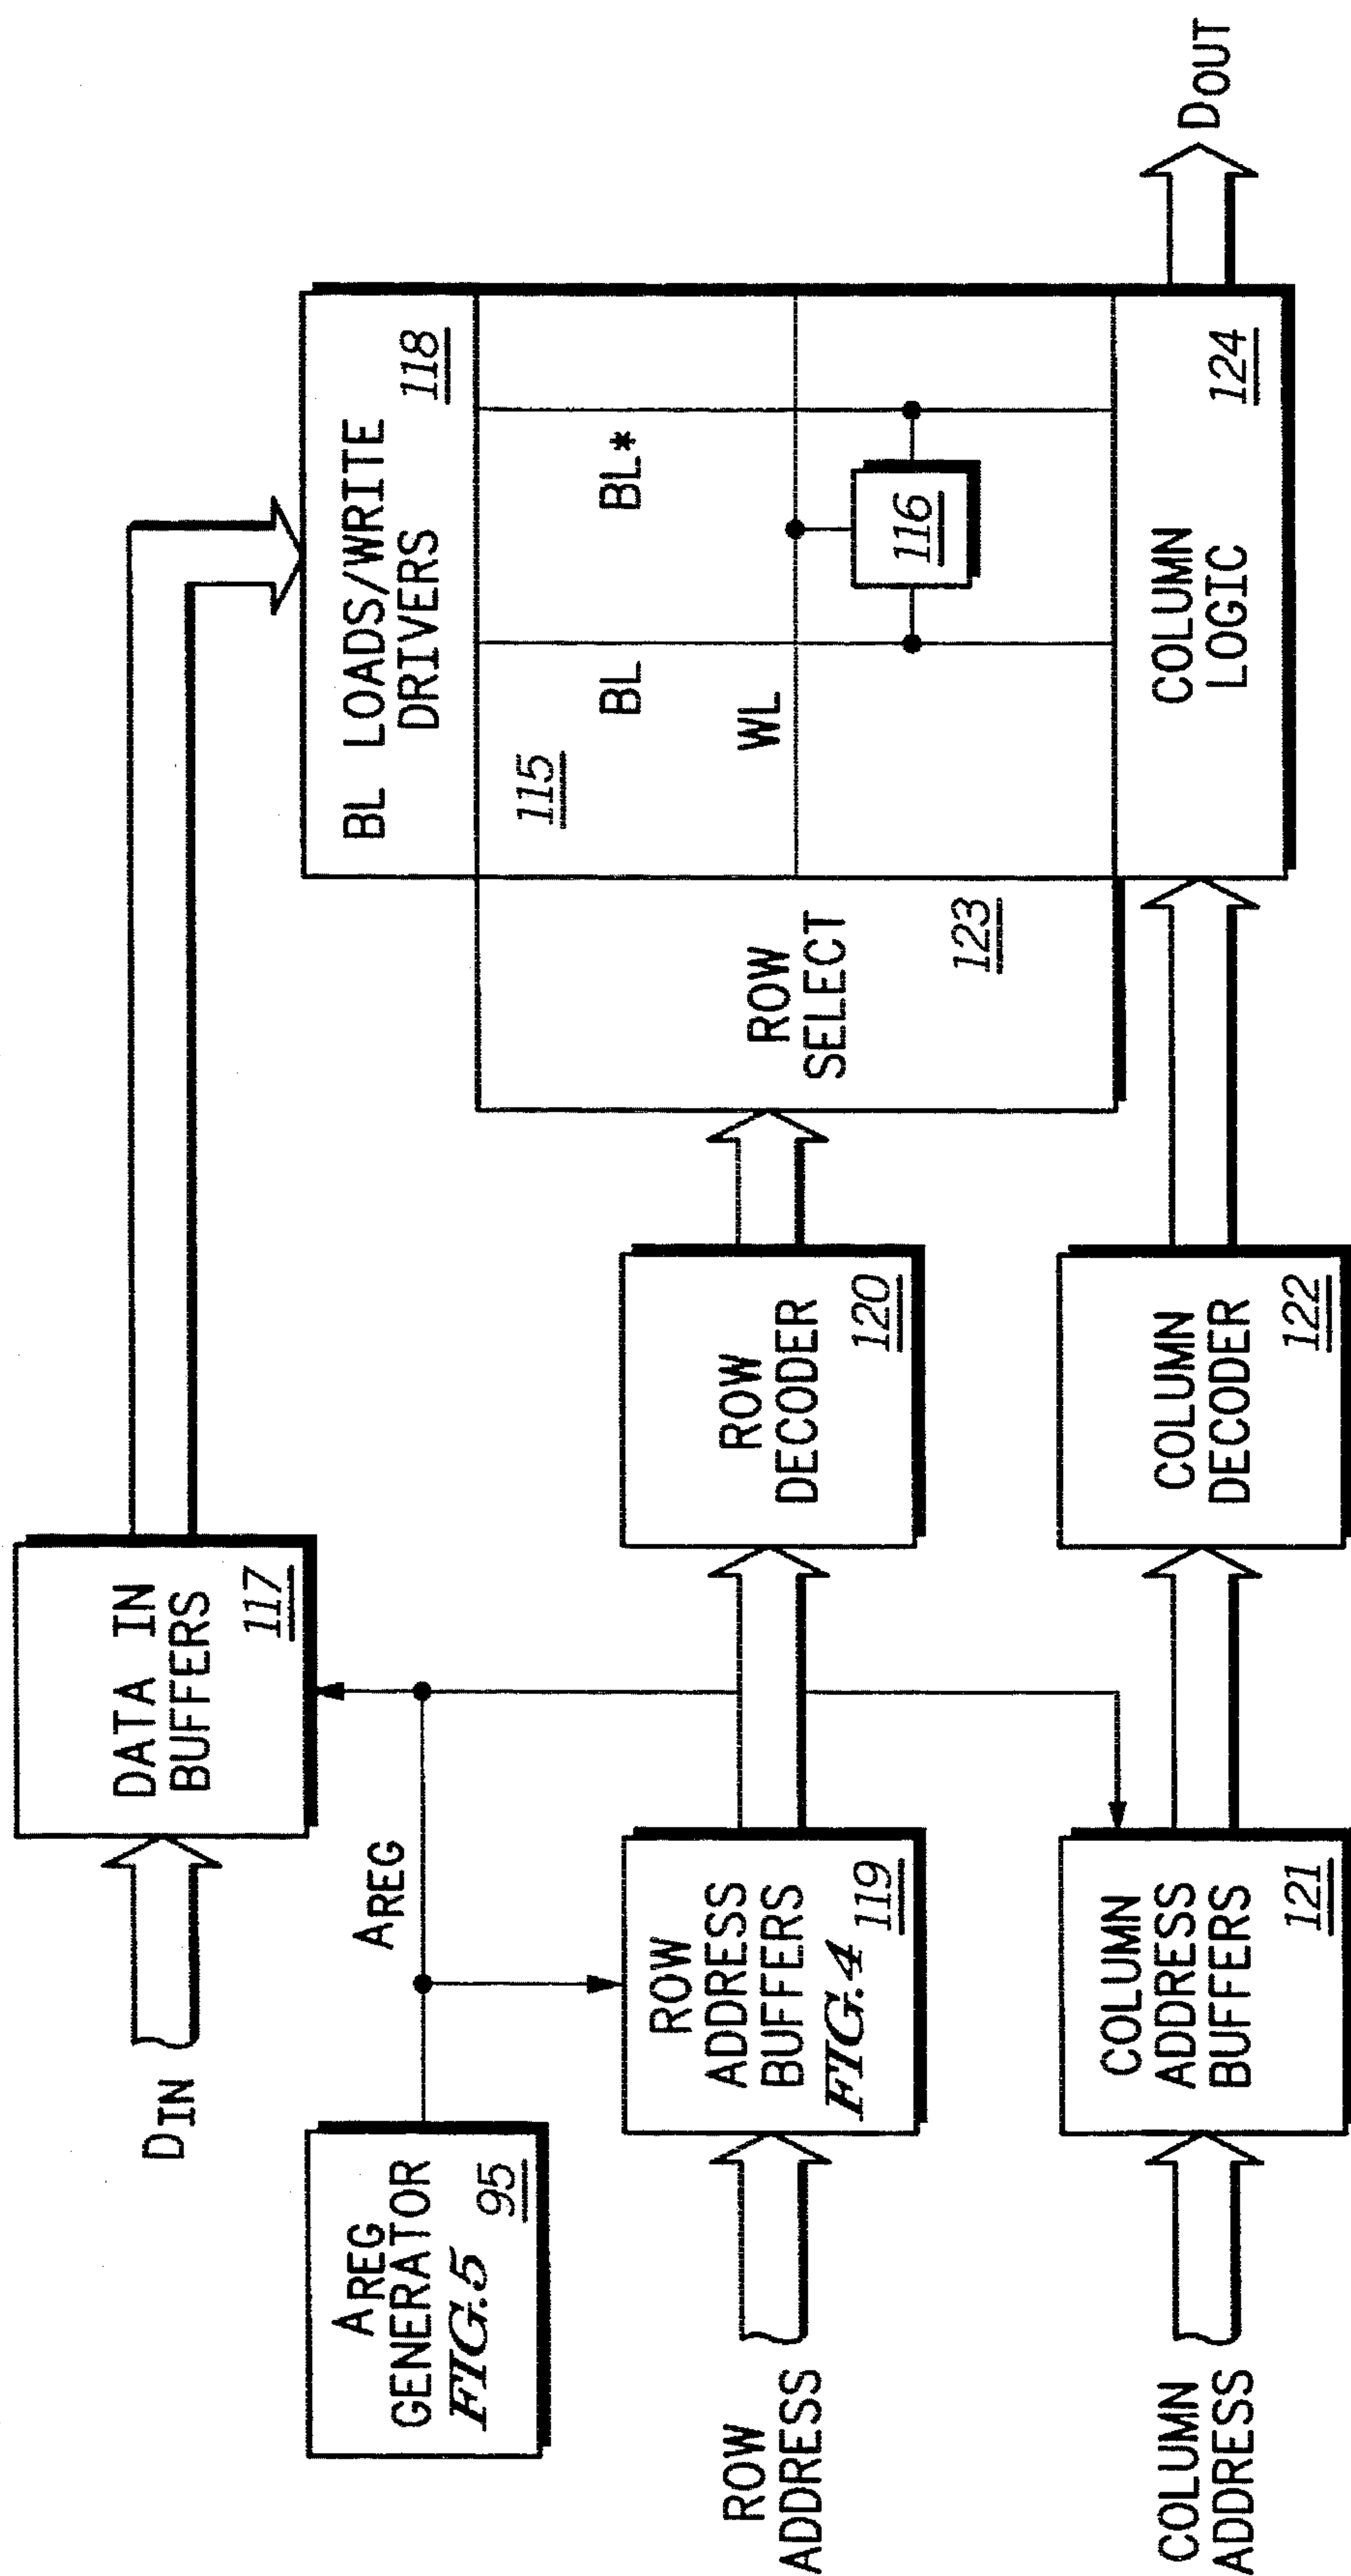 DIN
DATA IN
BUFFERS
117
AREG
GENERATOR
FIG.5
95
AREG
ROW
ADDRESS
ROW
ADDRESS
BUFFERS
FIG.4
119
ROW
DECODER
120
ROW
SELECT
123
BL LOADS/WRITE
DRIVERS
118
115
BL
BL*
WL
116
COLUMN
ADDRESS
COLUMN
ADDRESS
BUFFERS
121
COLUMN
DECODER
122
COLUMN
LOGIC
124
DOUT